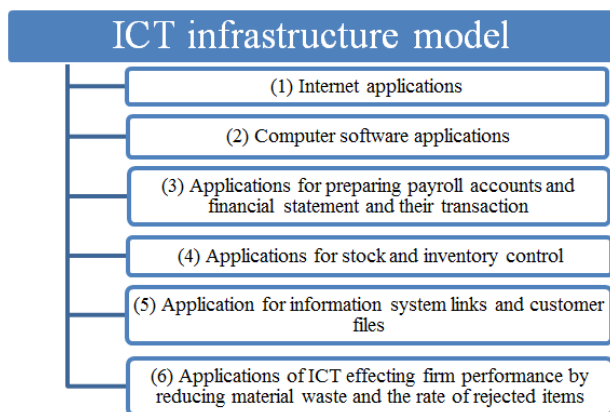 ICT infrastructure model
(1) Internet applications
(2) Computer software applications
(3) Applications for preparing payroll accounts and
financial statement and their transaction
(4) Applications for stock and inventory control
(5) Application for information system links and customer
files
(6) Applications of ICT effecting firm performance by
reducing material waste and the rate of rejected items